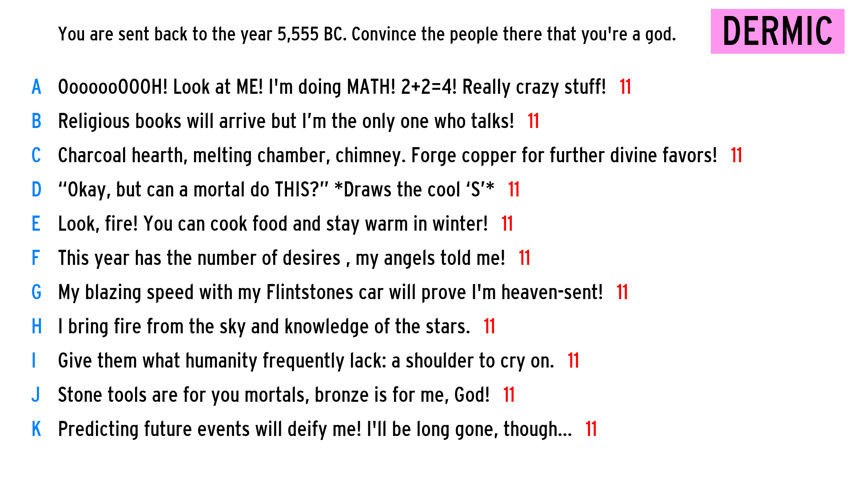 You are sent back to the year 5,555 BC. Convince the people there that you're a god.
DERMIC
A OoooooOOOH! Look at ME! I'm doing MATH! 2+2=4! Really crazy stuff! 11
B Religious books will arrive but I'm the only one who talks! 11
C Charcoal hearth, melting chamber, chimney. Forge copper for further divine favors! 11
D “Okay, but can a mortal do THIS?” *Draws the cool ‘S’* 11
E Look, fire! You can cook food and stay warm in winter! 11
F This year has the number of desires , my angels told me! 11
G My blazing speed with my Flintstones car will prove I'm heaven-sent! 11
H I bring fire from the sky and knowledge of the stars. 11
I Give them what humanity frequently lack: a shoulder to cry on. 11
J Stone tools are for you mortals, bronze is for me, God! 11
K Predicting future events will deify me! I'll be long gone, though... 11